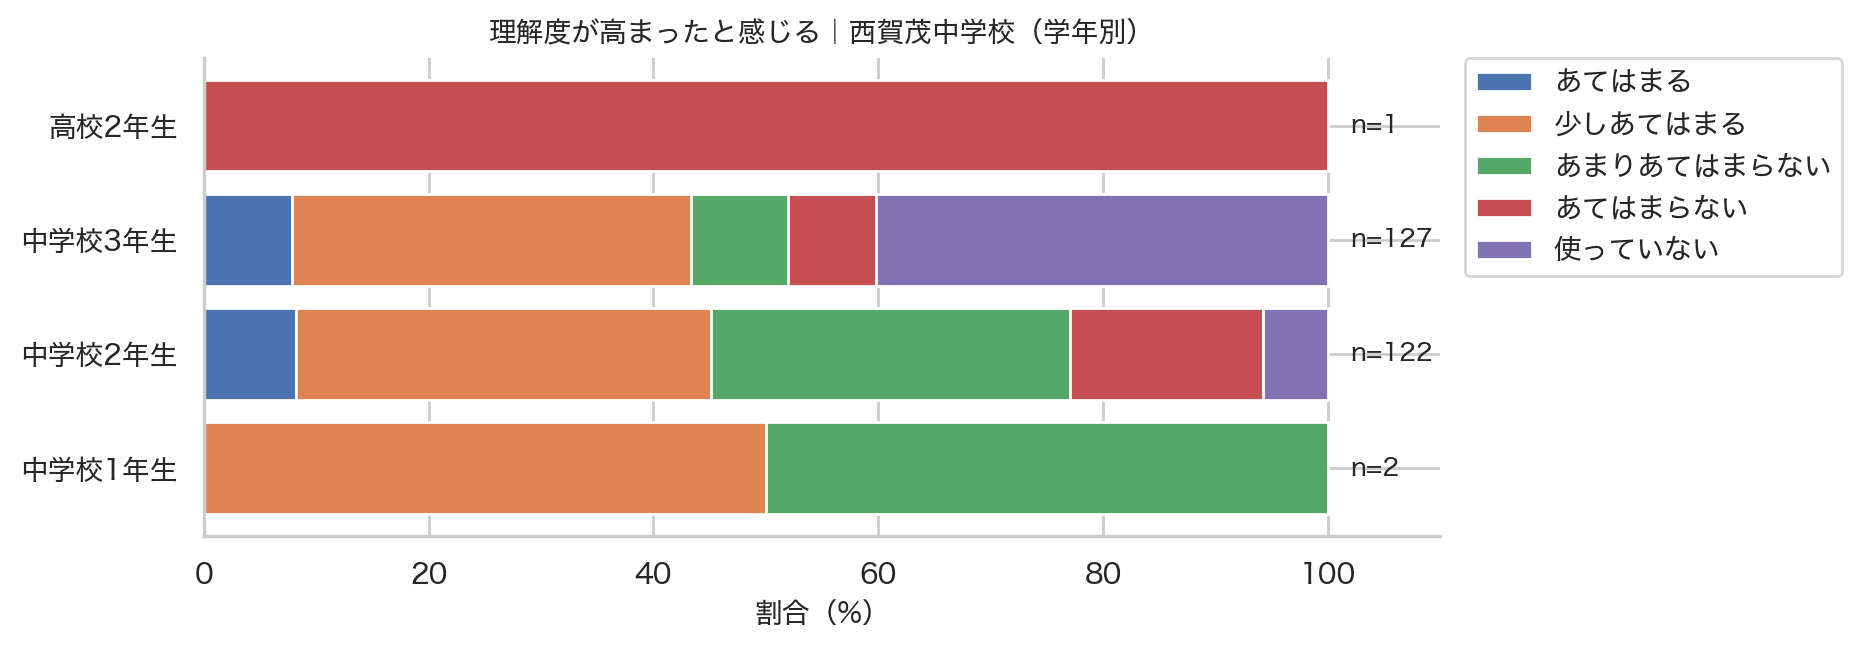 理解度が高まったと感じる｜西賀茂中学校（学年別）
高校2年生
n=1
中学校3年生
n=127
中学校2年生
n=122
中学校1年生
n=2
0 20 40 60 80 100
割合（%）
あてはまる
少しあてはまる
あまりあてはまらない
あてはまらない
使っていない